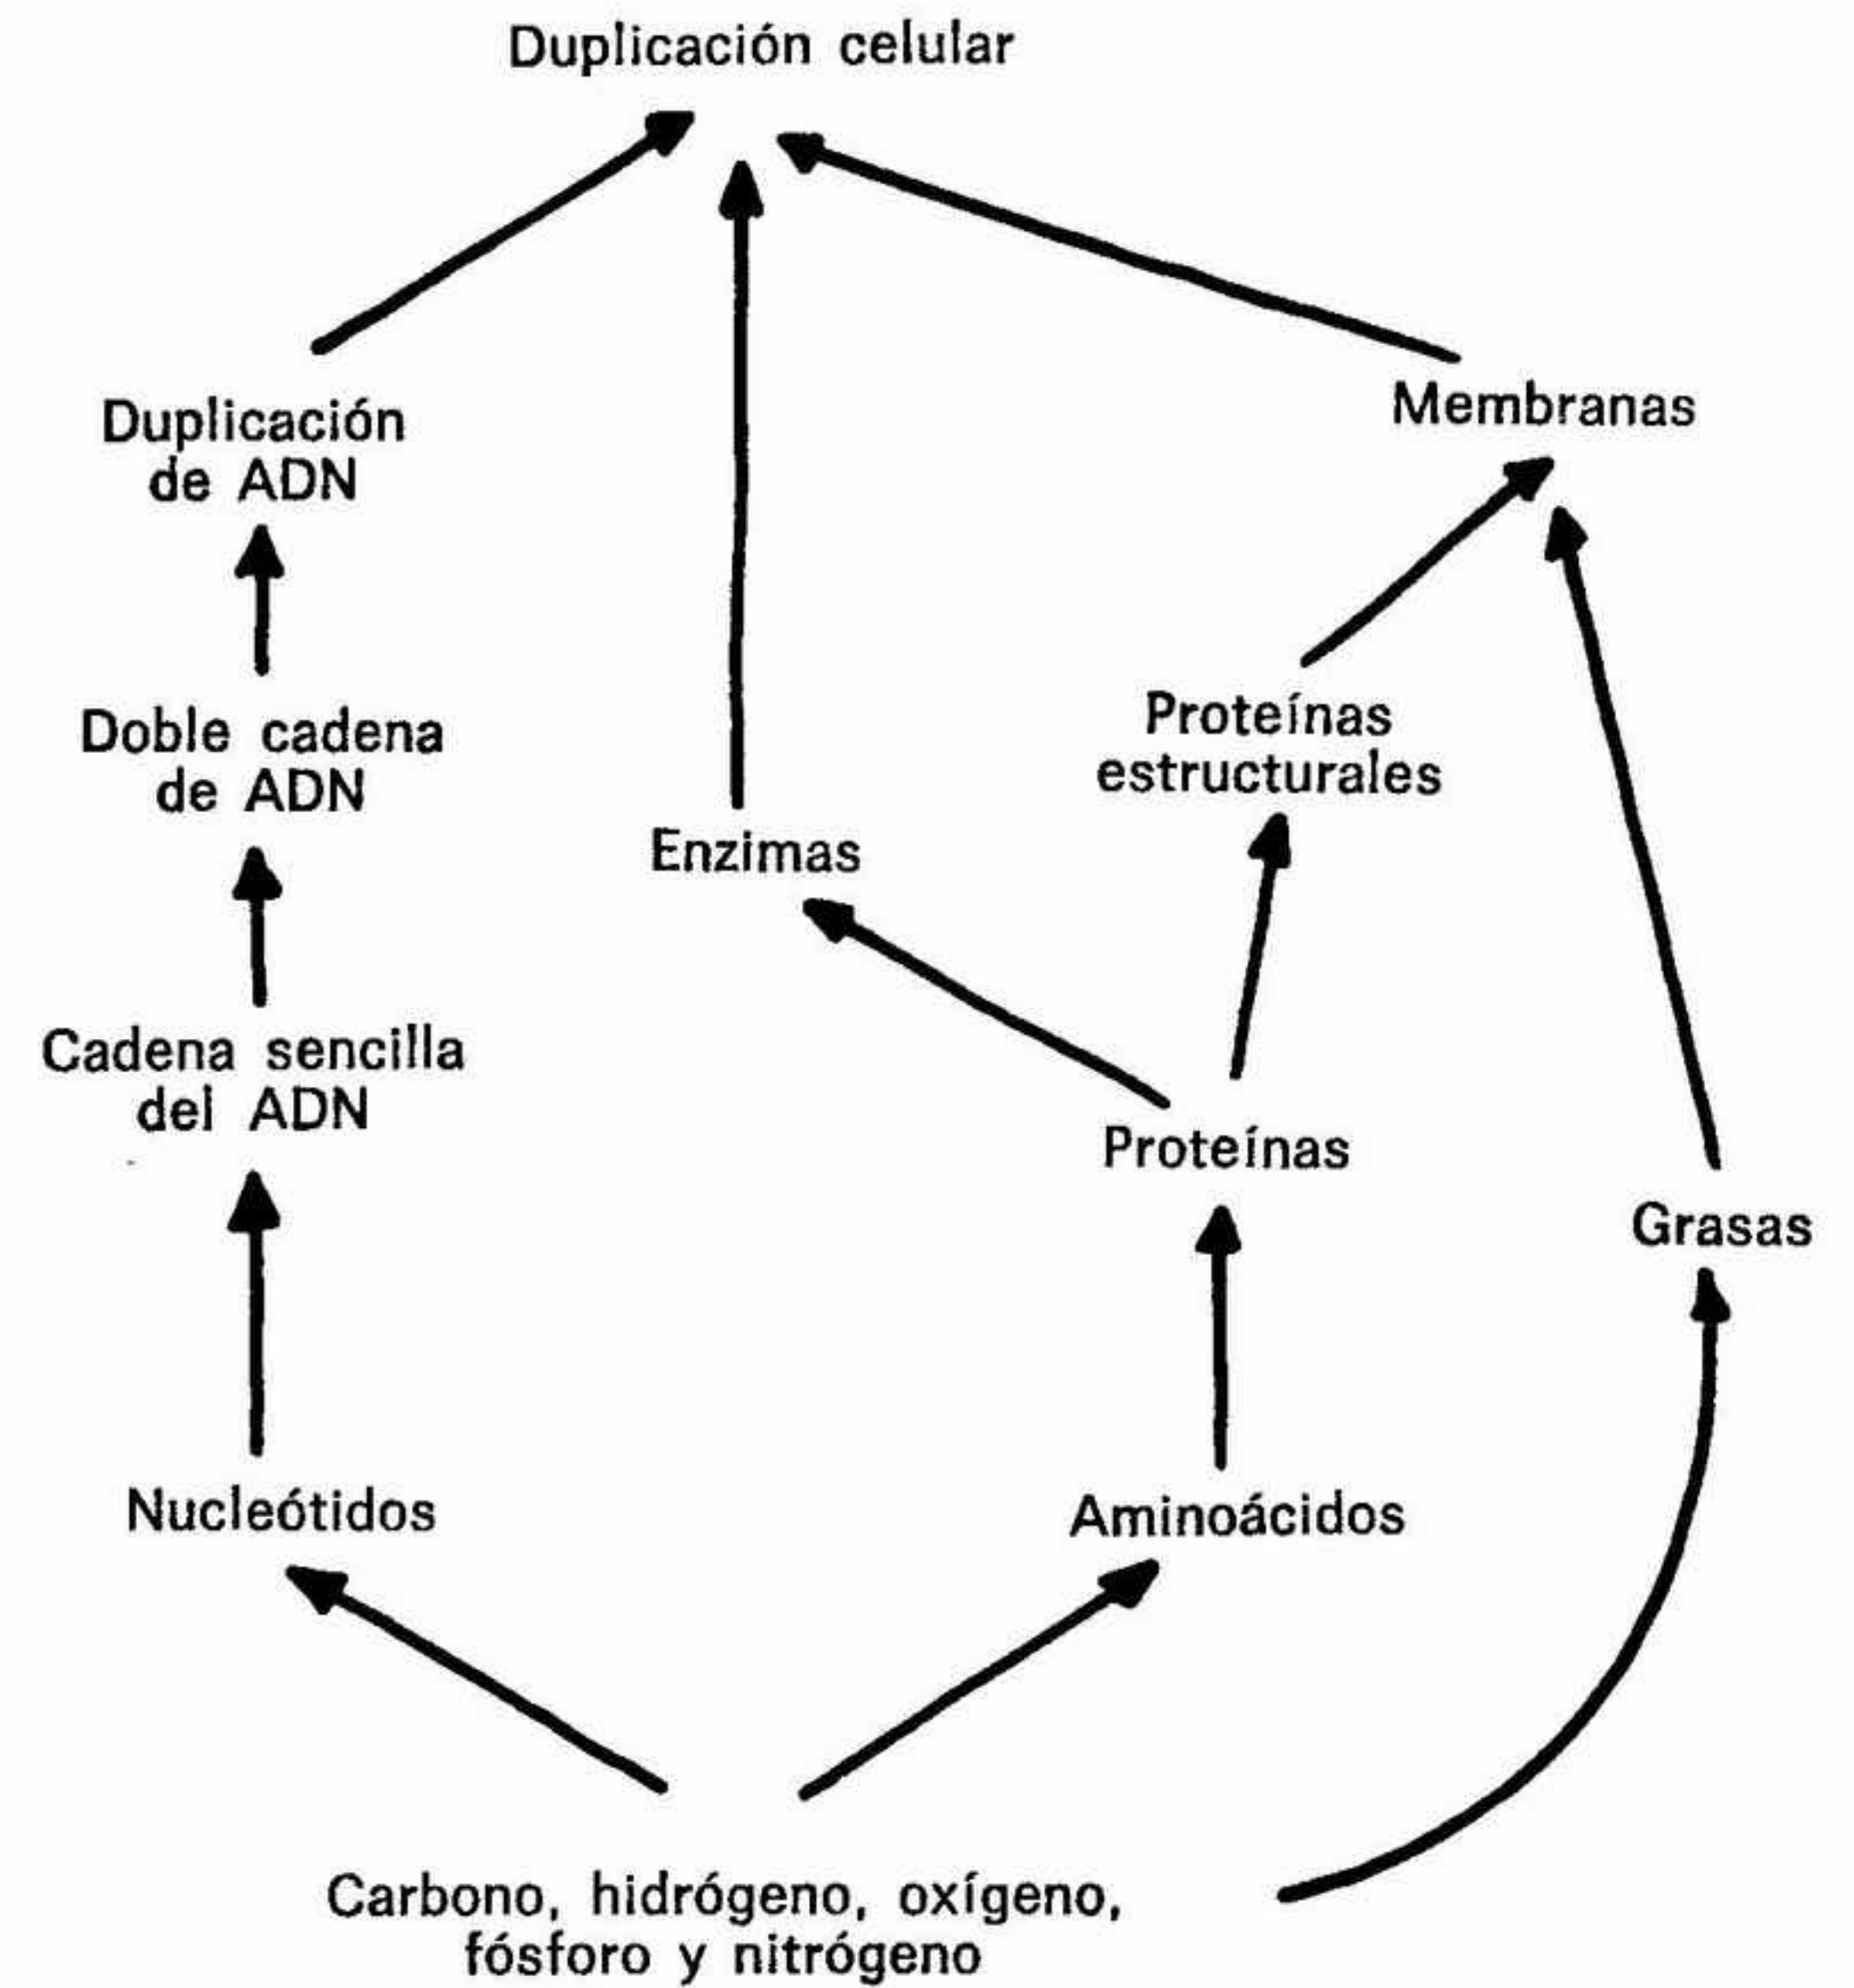 Duplicación celular
Duplicación
de ADN
Membranas
Doble cadena
de ADN
Proteínas
estructurales
Enzimas
Cadena sencilla
del ADN
Proteínas
Grasas
Nucleótidos
Aminoácidos
Carbono, hidrógeno, oxígeno,
fósforo y nitrógeno